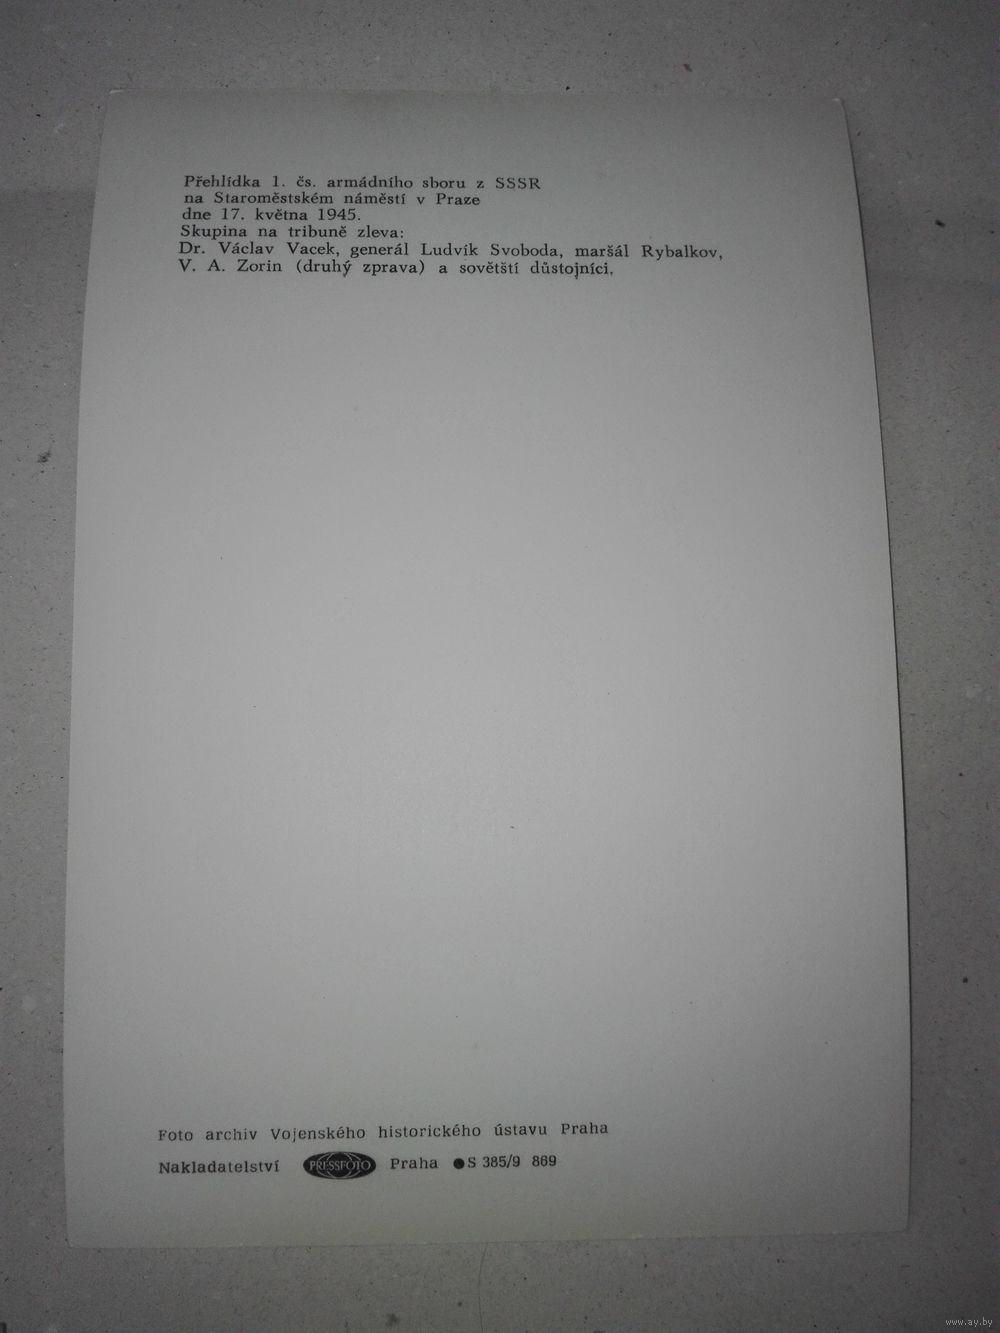 Přehlídka 1. čs. armádního sboru z SSSR
na Staroměstském náměstí v Praze
dne 17. května 1945.
Skupina na tribuně zleva:
Dr. Václav Vacek, generál Ludvík Svoboda, maršál Rybalkov,
V. A. Zorin (druhý zprava) a sovětští důstojníci.
Foto archiv Vojenského historického ústavu Praha
Nakladatelství PRESSFOTO Praha ●S 385/9 869
www.ay.by